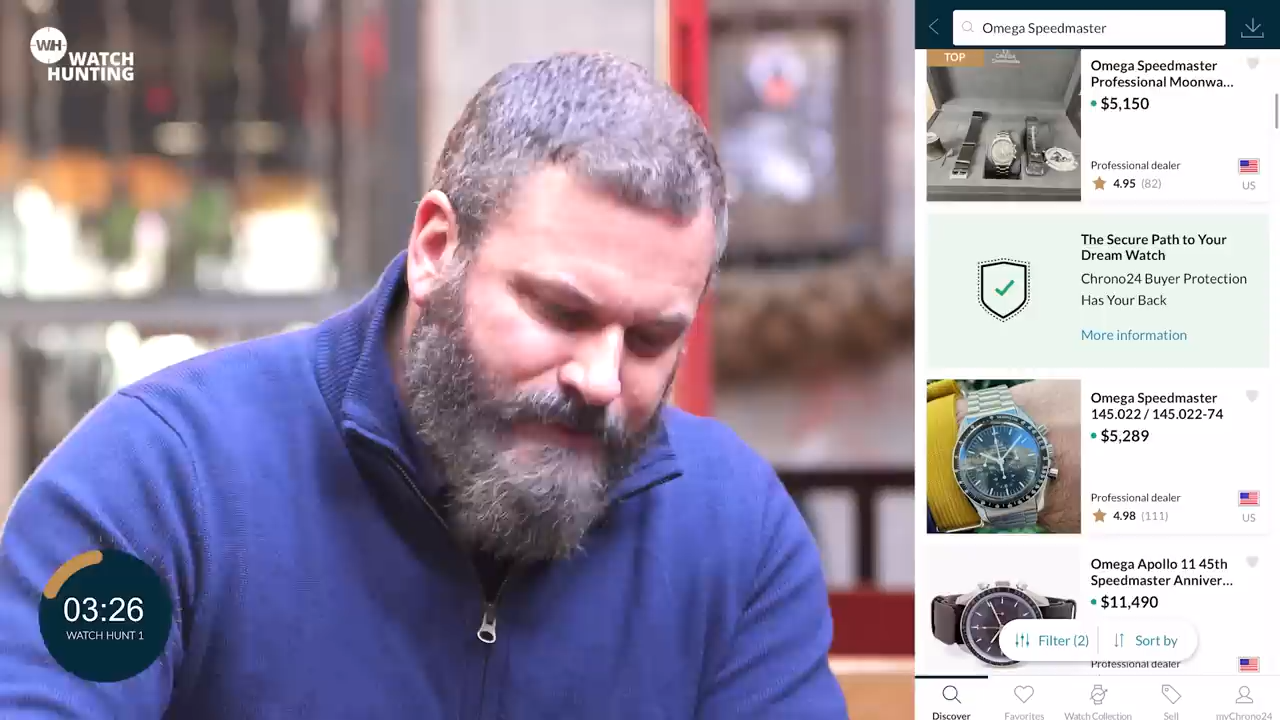 WH
WATCH
HUNTING
03:26
WATCH HUNT 1
Omega Speedmaster
TOP
Omega Speedmaster
Professional Moonwa...
$5,150
Professional dealer
4.95 (82)
US
The Secure Path to Your
Dream Watch
Chrono24 Buyer Protection
Has Your Back
More information
Omega Speedmaster
145.022 / 145.022-74
$5,289
Professional dealer
4.98 (111)
US
Omega Apollo 11 45th
Speedmaster Anniver...
$11,490
Filter (2)
Sort by
Professional dealer
Discover
Favorites
Watch Collection
Sell
myChrono24